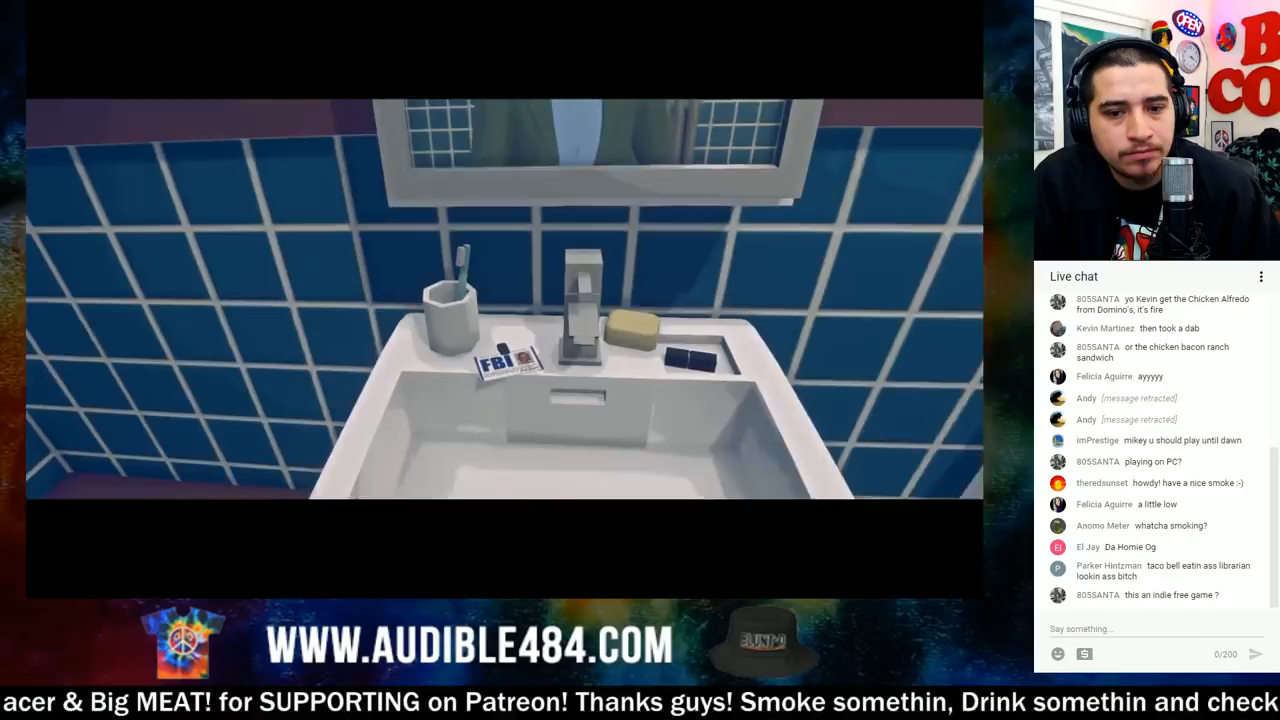 OPEN
B
CO
FBI
Live chat
805SANTA yo Kevin get the Chicken Alfredo
from Domino's, it's fire
Kevin Martinez then took a dab
805SANTA or the chicken bacon ranch
sandwich
Felicia Aguirre ayyyyy
Andy [message retracted]
Andy [message retracted]
imPrestige mikey u should play until dawn
805SANTA playing on PC?
theredsunset howdy! have a nice smoke :-)
Felicia Aguirre a little low
Anomo Meter whatcha smoking?
El El Jay Da Homie Og
P Parker Hintzman taco bell eatin ass librarian
lookin ass bitch
805SANTA this an indie free game ?
Say something...
0/200
WWW.AUDIBLE484.COM
acer & Big MEAT! for SUPPORTING on Patreon! Thanks guys! Smoke somethin, Drink somethin and check